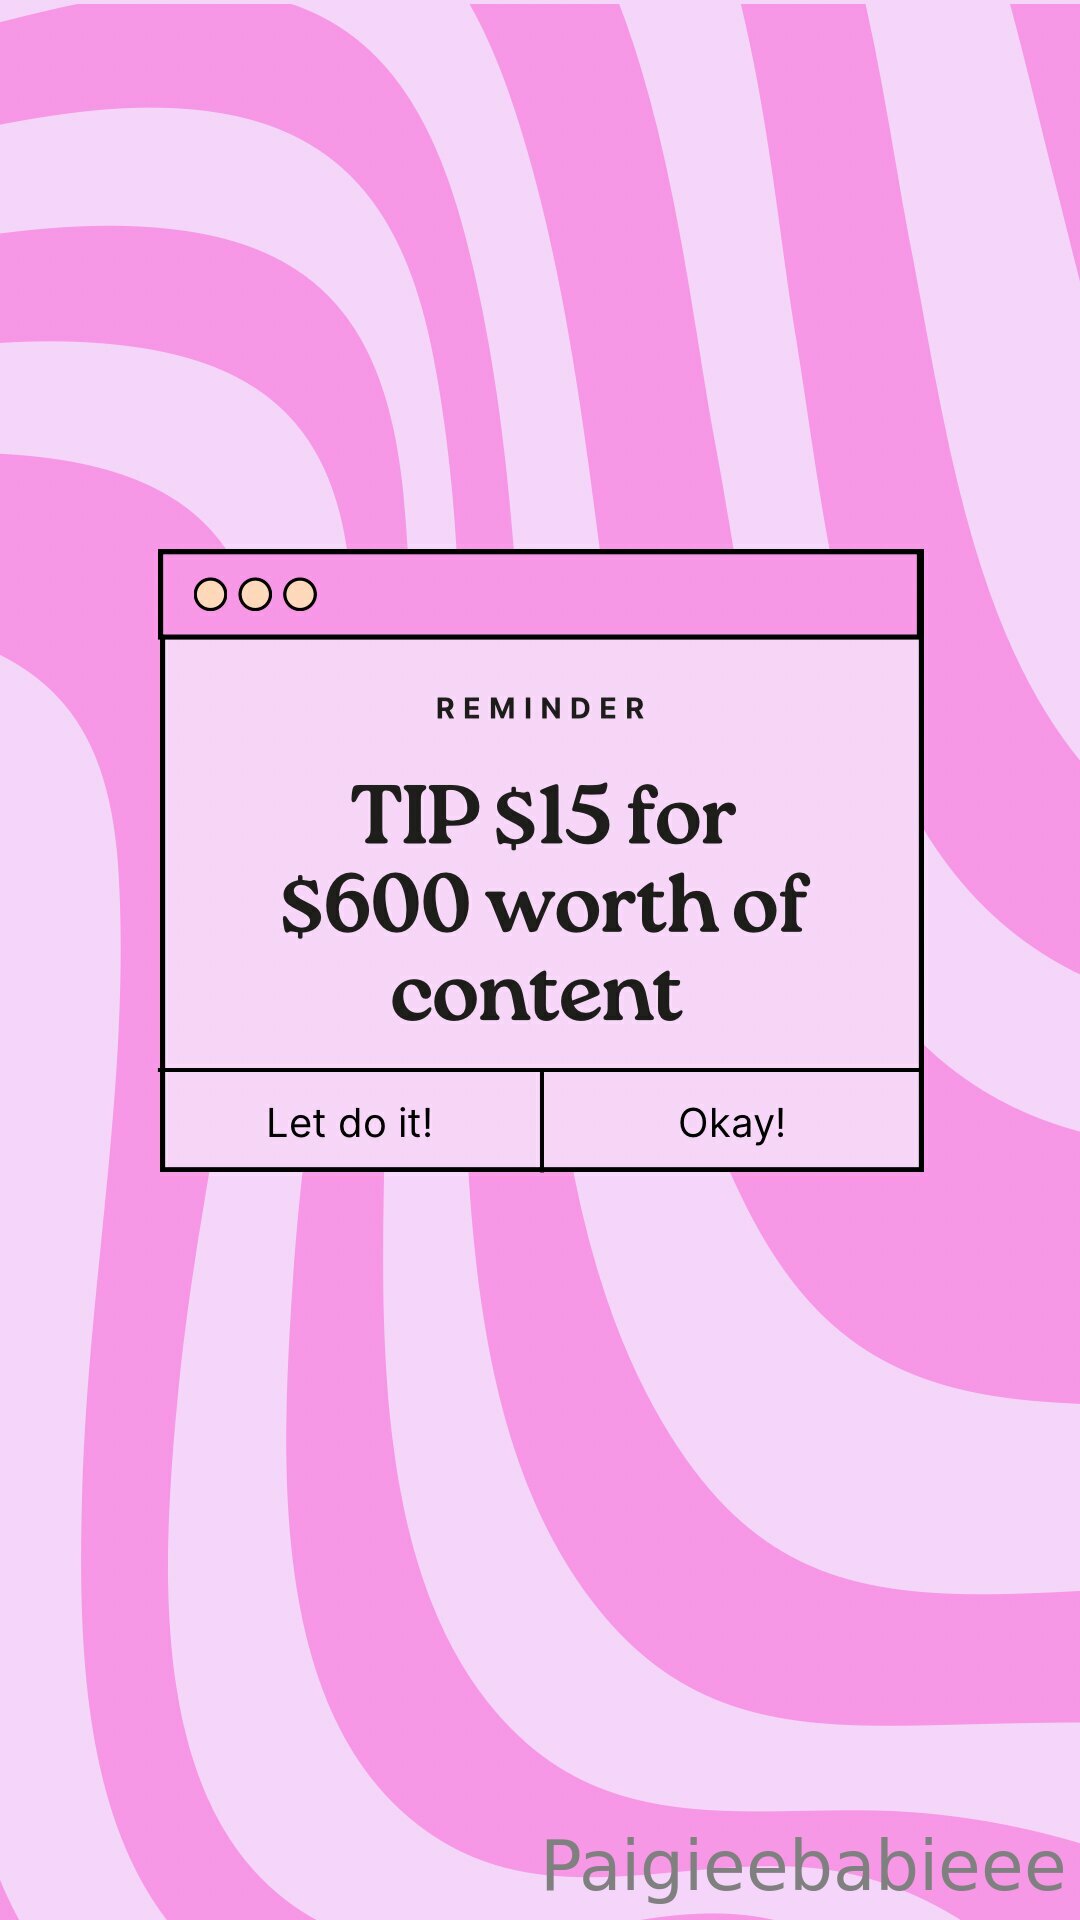 REMINDER
TIP $15 for
$600 worth of
content
Let do it!
Okay!
Paigieebabieee